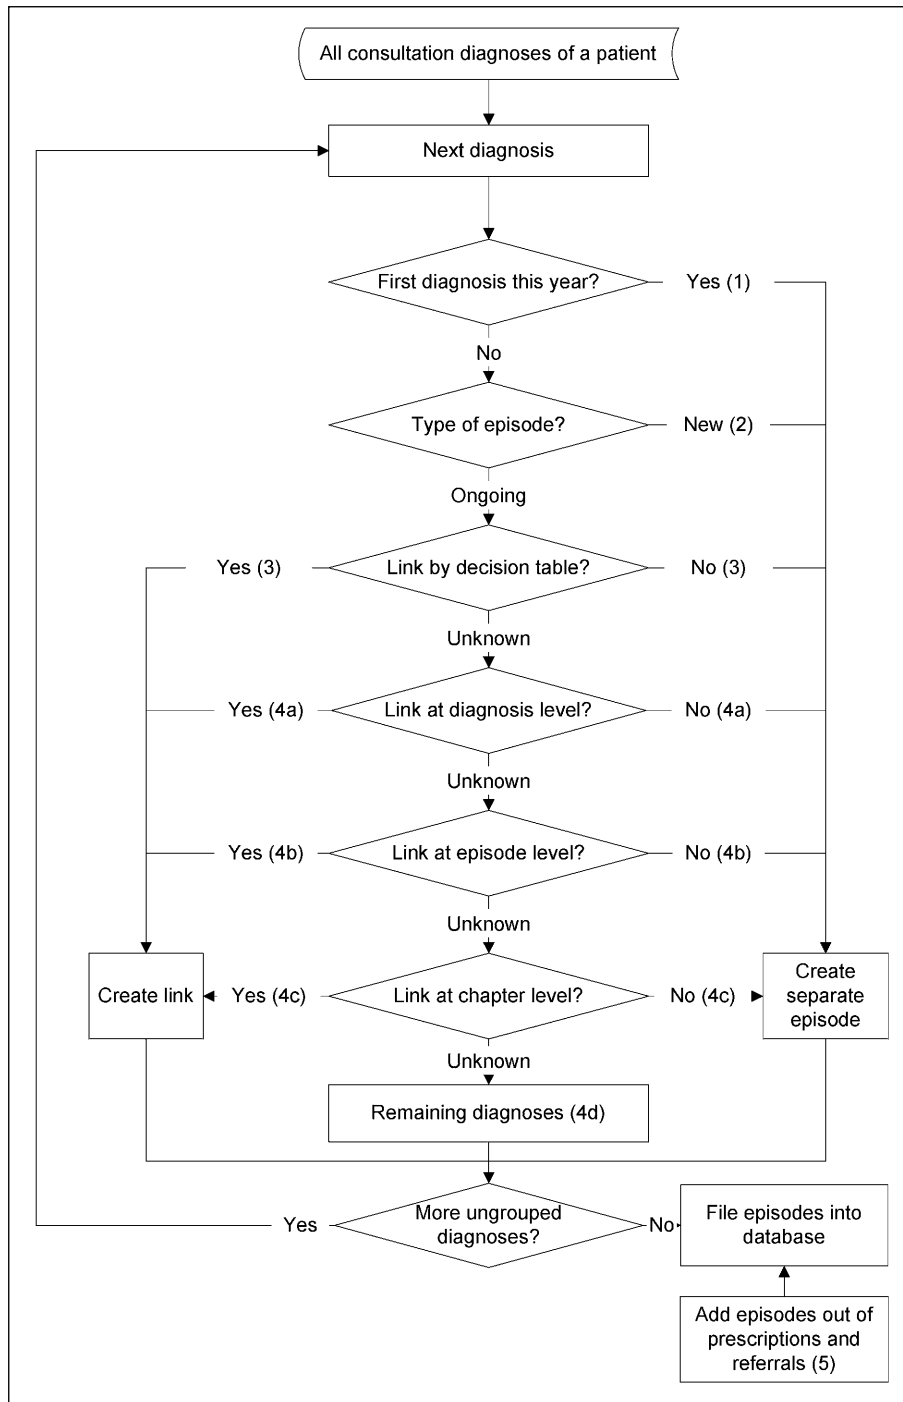 All consultation diagnoses of a patient
Next diagnosis
First diagnosis this year?
Yes (1)
No
Type of episode?
New (2)
Ongoing
Yes (3)
Link by decision table?
No (3)
Unknown
Yes (4a)
Link at diagnosis level?
No (4a)
Unknown
Yes (4b)
Link at episode level?
No (4b)
Unknown
Create link
Yes (4c)
Link at chapter level?
No (4c)
Create
separate
episode
Unknown
Remaining diagnoses (4d)
Yes
More ungrouped
diagnoses?
No
File episodes into
database
Add episodes out of
prescriptions and
referrals (5)